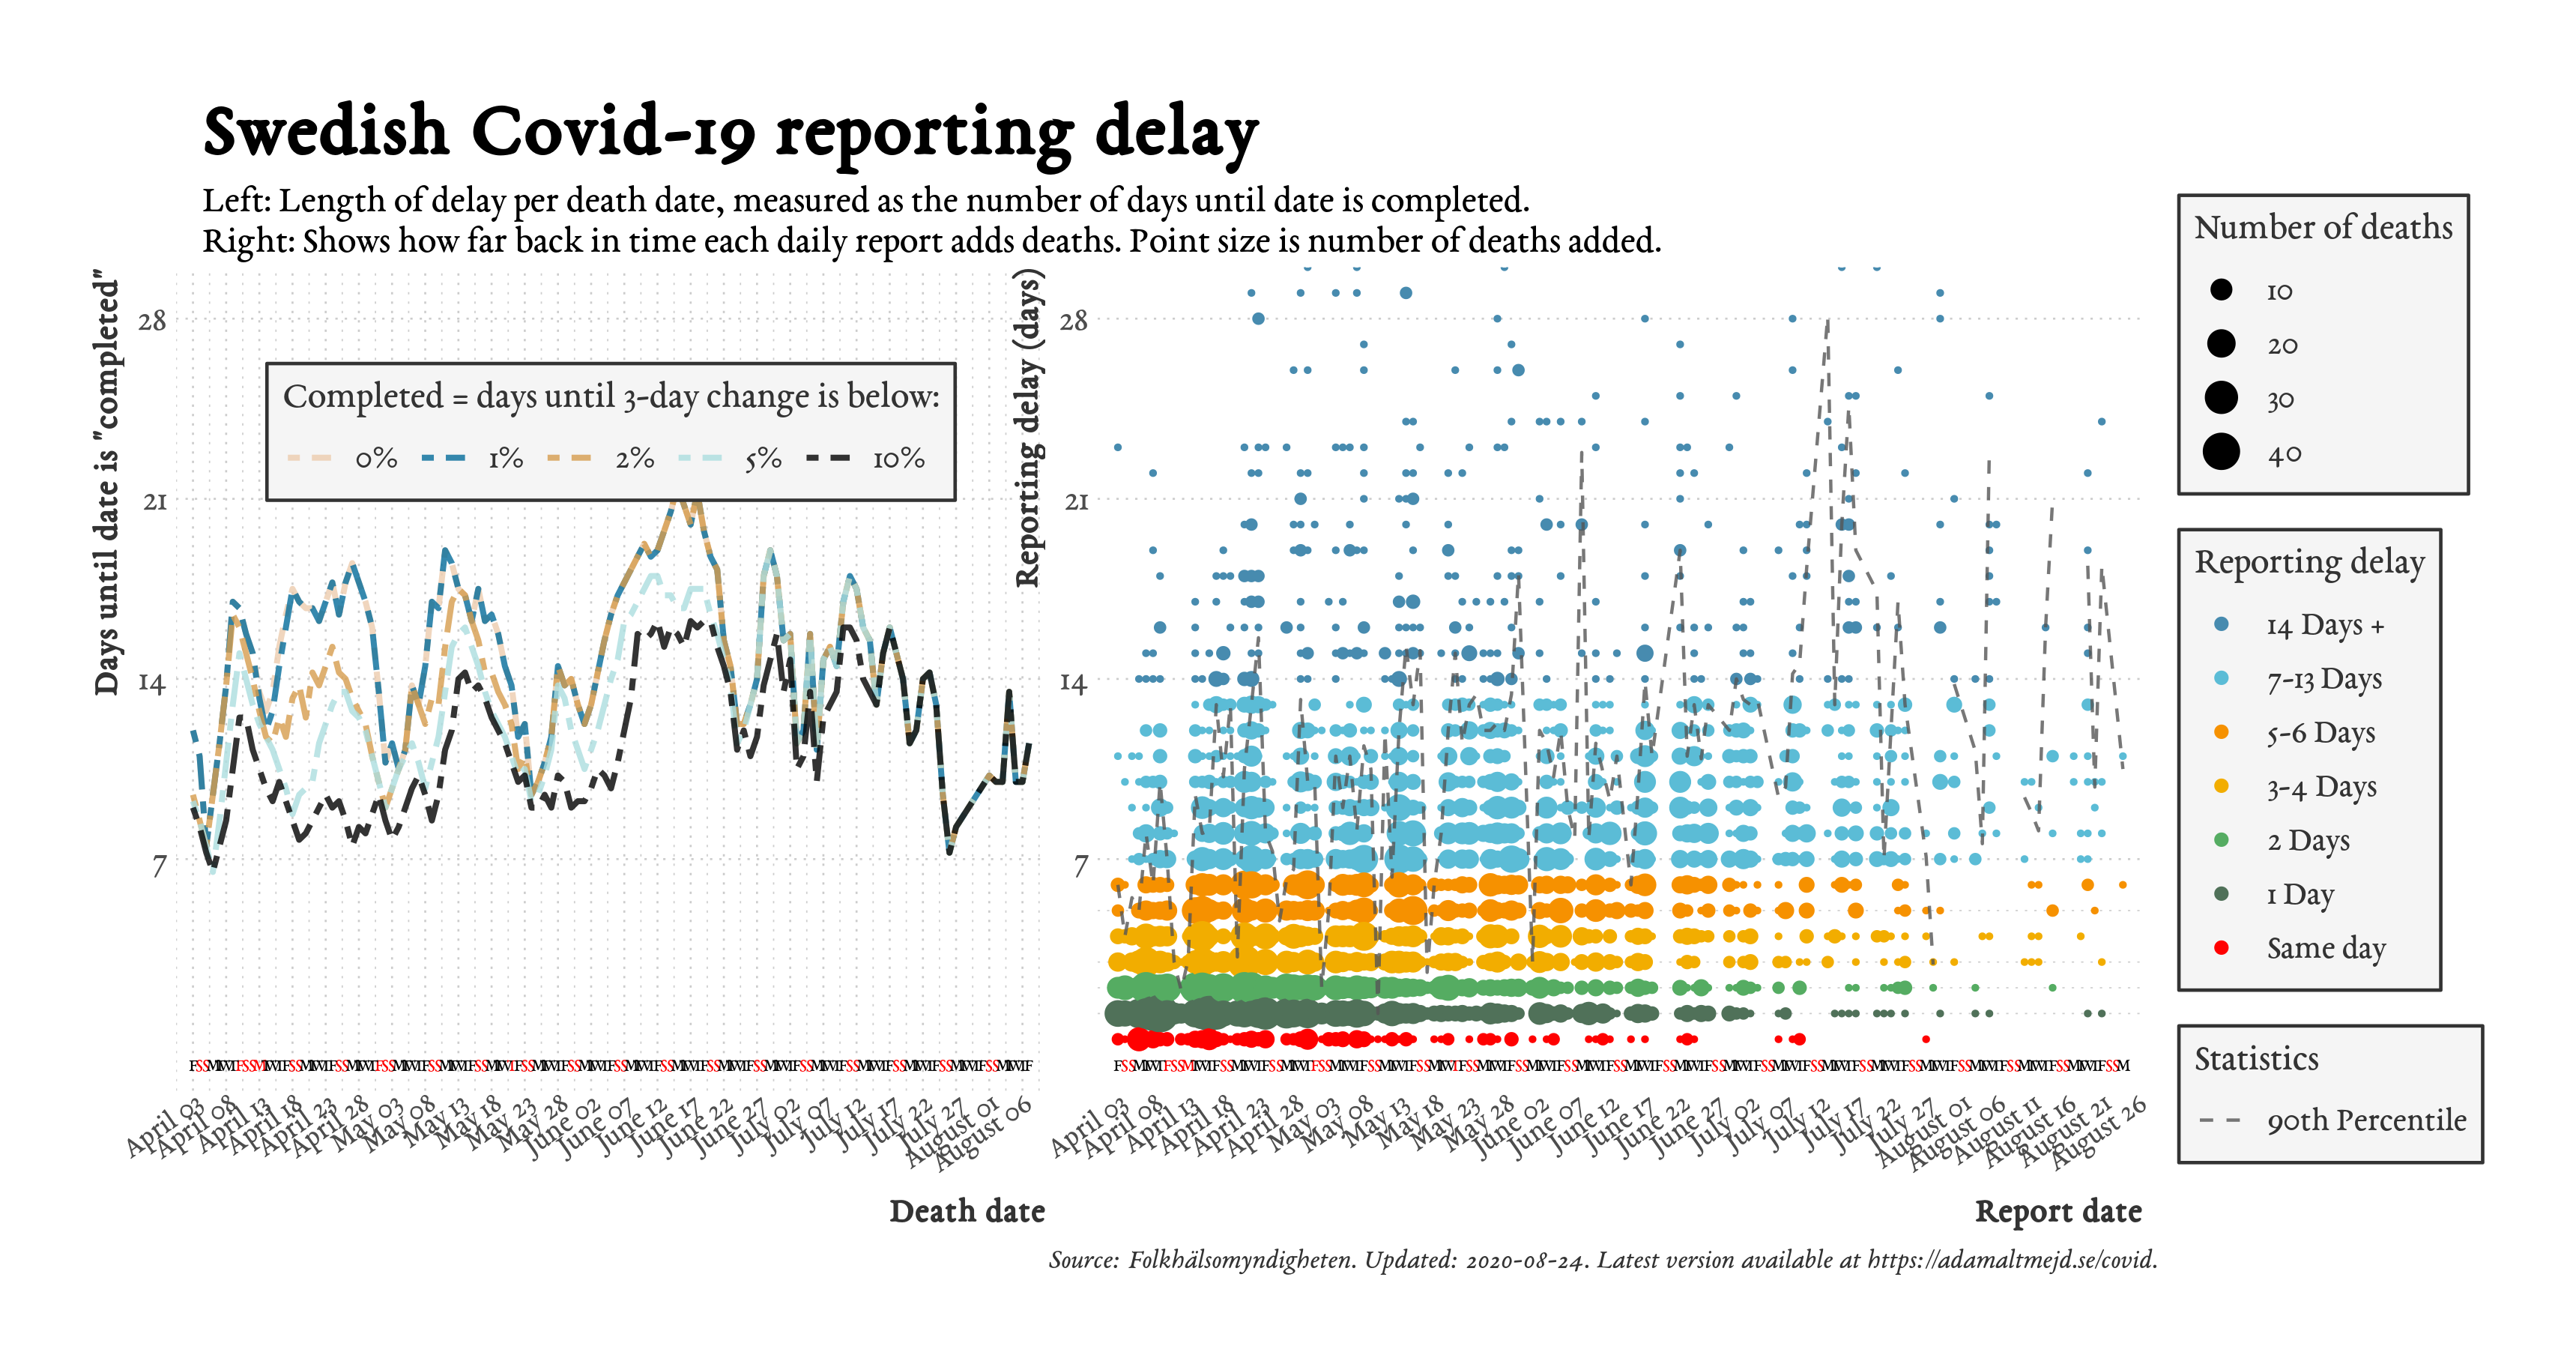 Swedish Covid-19 reporting delay
Left: Length of delay per death date, measured as the number of days until date is completed.
Right: Shows how far back in time each daily report adds deaths. Point size is number of deaths added.
Days until date is "completed"
28
21
14
7
Completed = days until 3-day change is below:
0% 1% 2% 5% 10%
April 03
April 08
April 13
April 18
April 23
April 28
May 03
May 08
May 13
May 18
May 23
May 28
June 02
June 07
June 12
June 17
June 22
June 27
July 02
July 07
July 12
July 17
July 22
July 27
August 01
August 06
Death date
Reporting delay (days)
28
21
14
7
April 03
April 08
April 13
April 18
April 23
April 28
May 03
May 08
May 13
May 18
May 23
May 28
June 02
June 07
June 12
June 17
June 22
June 27
July 02
July 07
July 12
July 17
July 22
July 27
August 01
August 06
August 11
August 16
August 21
August 26
Report date
Number of deaths
10
20
30
40
Reporting delay
14 Days +
7-13 Days
5-6 Days
3-4 Days
2 Days
1 Day
Same day
Statistics
90th Percentile
Source: Folkhälsomyndigheten. Updated: 2020-08-24. Latest version available at https://adamaltmejd.se/covid.